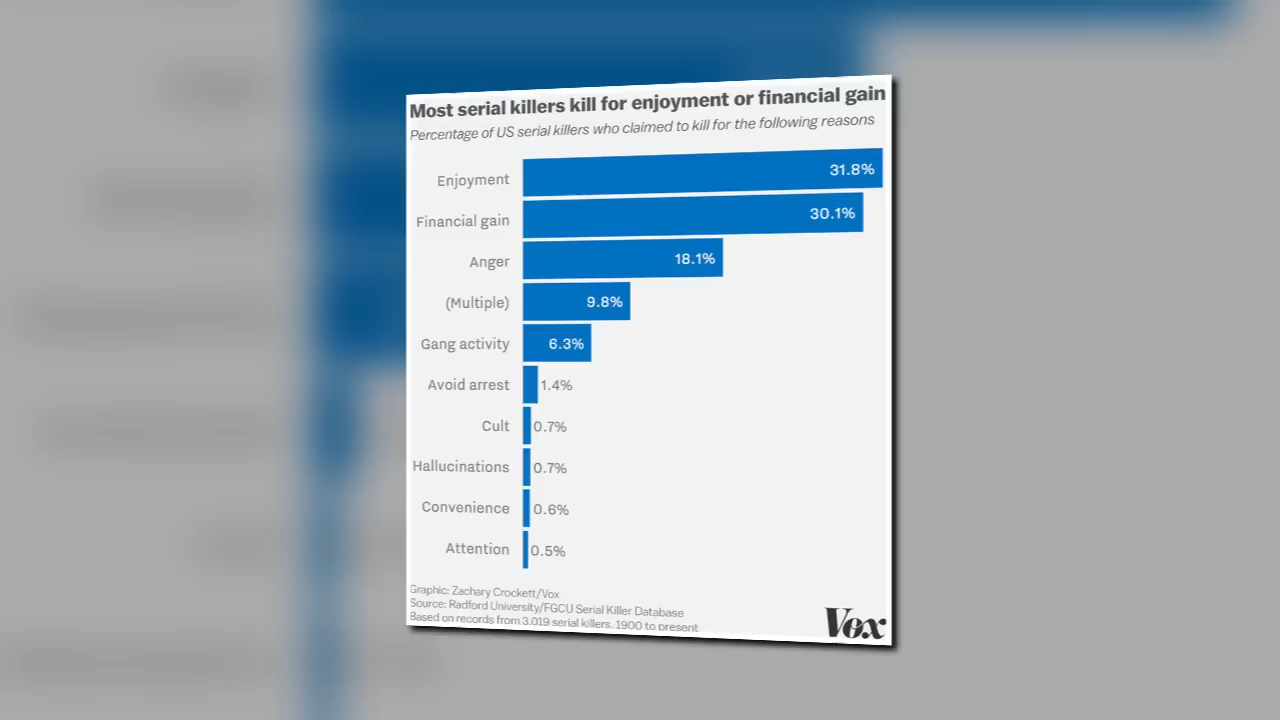 Most serial killers kill for enjoyment or financial gain
Percentage of US serial killers who claimed to kill for the following reasons
Enjoyment 31.8%
Financial gain 30.1%
Anger 18.1%
(Multiple) 9.8%
Gang activity 6.3%
Avoid arrest 1.4%
Cult 0.7%
Hallucinations 0.7%
Convenience 0.6%
Attention 0.5%
Graphic: Zachary Crockett/Vox
Source: Radford University/FGCU Serial Killer Database
Based on records from 3,019 serial killers, 1900 to present
Vox